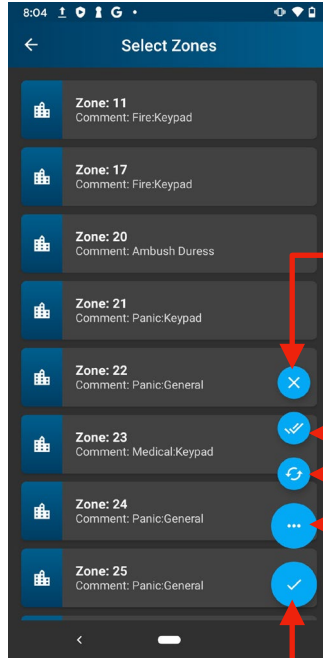 8:04
Select Zones
Zone: 11
Comment: Fire:Keypad
Zone: 17
Comment: Fire:Keypad
Zone: 20
Comment: Ambush Duress
Zone: 21
Comment: Panic:Keypad
Zone: 22
Comment: Panic:General
Zone: 23
Comment: Medical:Keypad
Zone: 24
Comment: Panic:General
Zone: 25
Comment: Panic:General